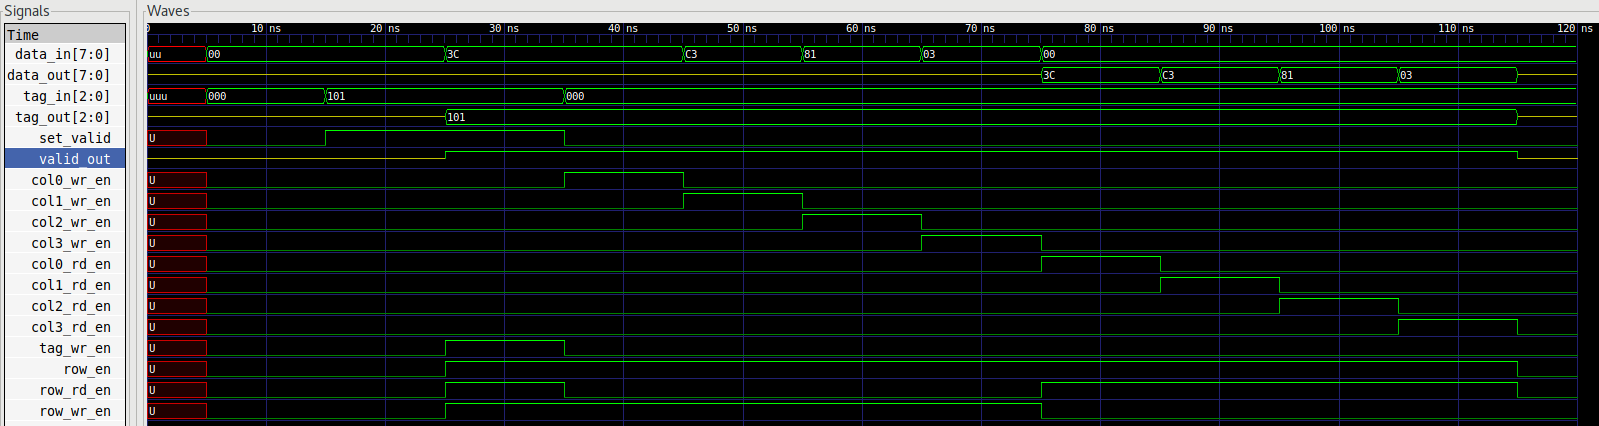 Signals
Waves
Time
0 10 ns 20 ns 30 ns 40 ns 50 ns 60 ns 70 ns 80 ns 90 ns 100 ns 110 ns 120 ns
data_in[7:0] uu 00 3C C3 81 03 00
data_out[7:0] 3C C3 81 03
tag_in[2:0] uuu 000 101 000
tag_out[2:0] 101
set_valid U
valid_out
col0_wr_en U
col1_wr_en U
col2_wr_en U
col3_wr_en U
col0_rd_en U
col1_rd_en U
col2_rd_en U
col3_rd_en U
tag_wr_en U
row_en U
row_rd_en U
row_wr_en U